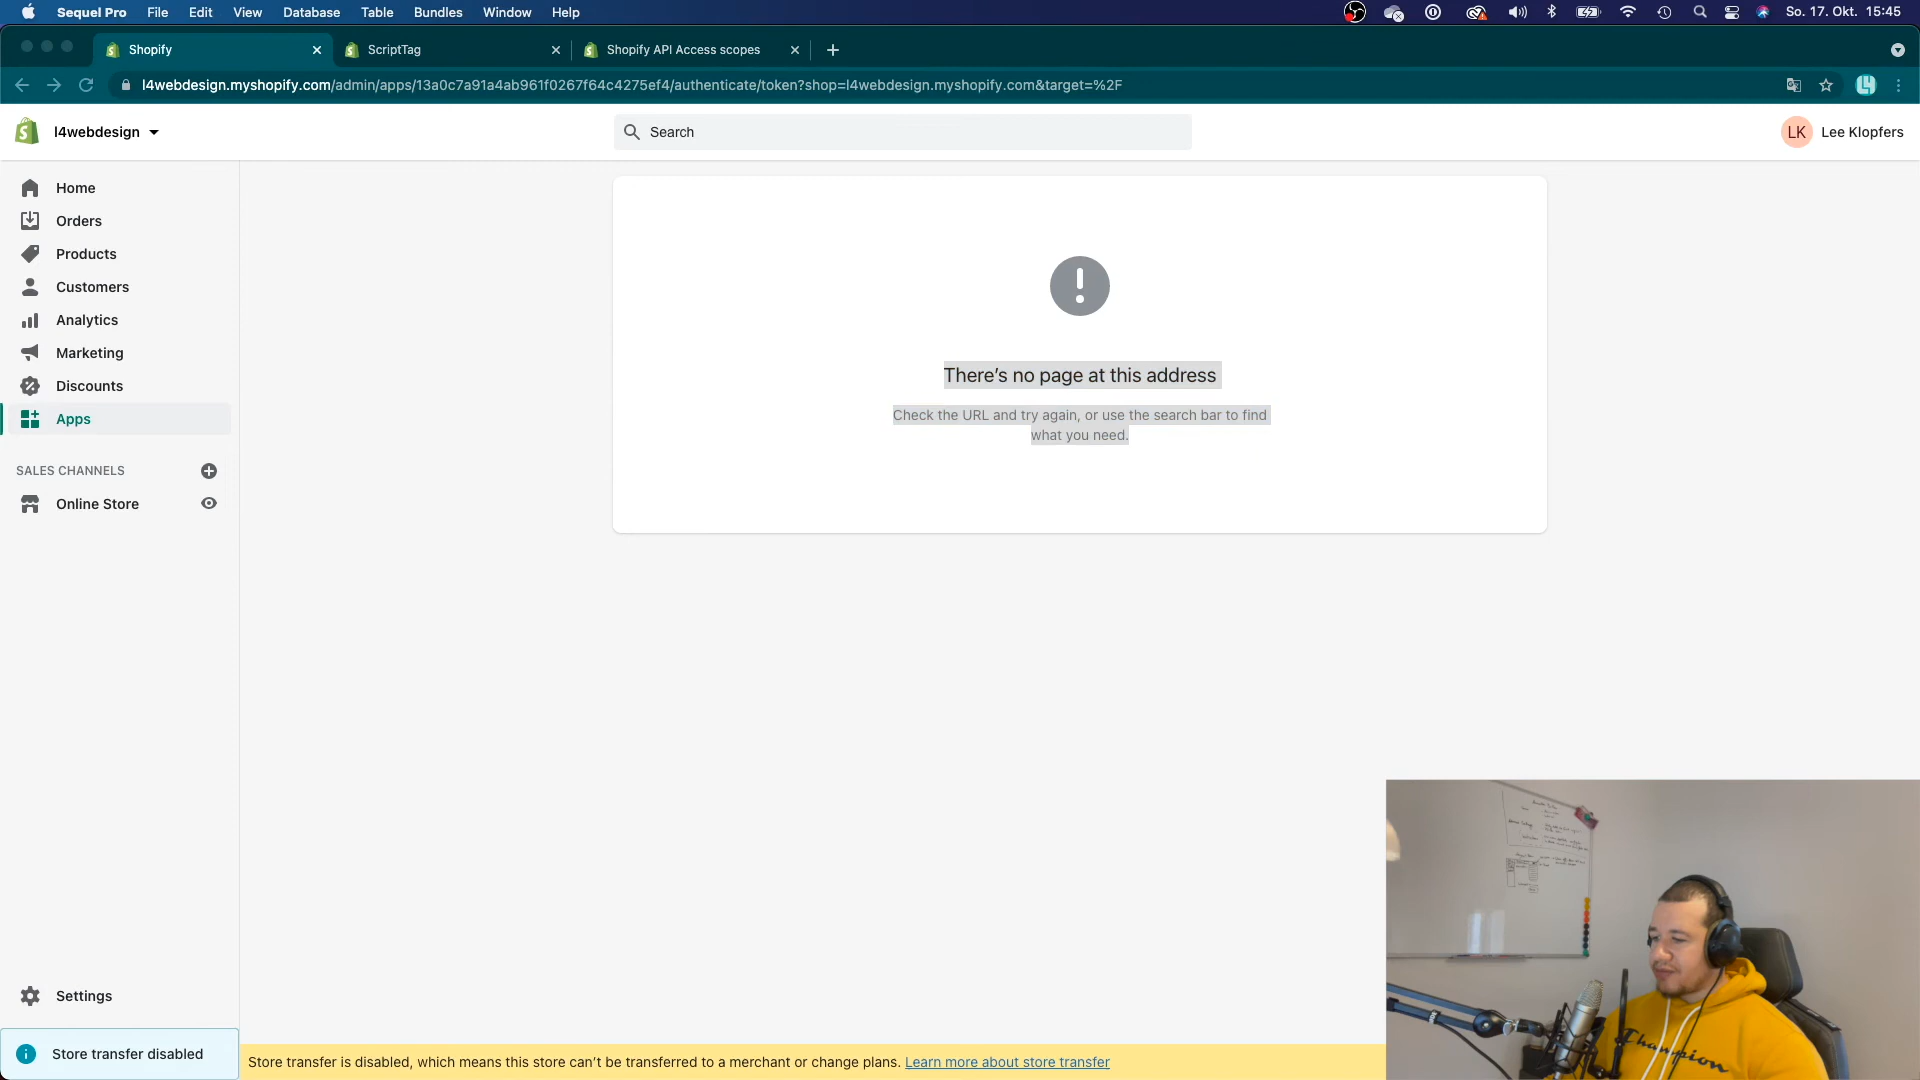 Sequel Pro File Edit View Database Table Bundles Window Help So. 17. Okt. 15:45
Shopify ScriptTag Shopify API Access scopes
l4webdesign.myshopify.com/admin/apps/13a0c7a91a4ab961f0267f64c4275ef4/authenticate/token?shop=l4webdesign.myshopify.com&target=%2F
l4webdesign Search LK Lee Klopfers
Home
Orders
Products
Customers
Analytics
Marketing
Discounts
Apps
SALES CHANNELS
Online Store
There's no page at this address
Check the URL and try again, or use the search bar to find
what you need.
Settings
Store transfer disabled
Store transfer is disabled, which means this store can't be transferred to a merchant or change plans. Learn more about store transfer
Champion